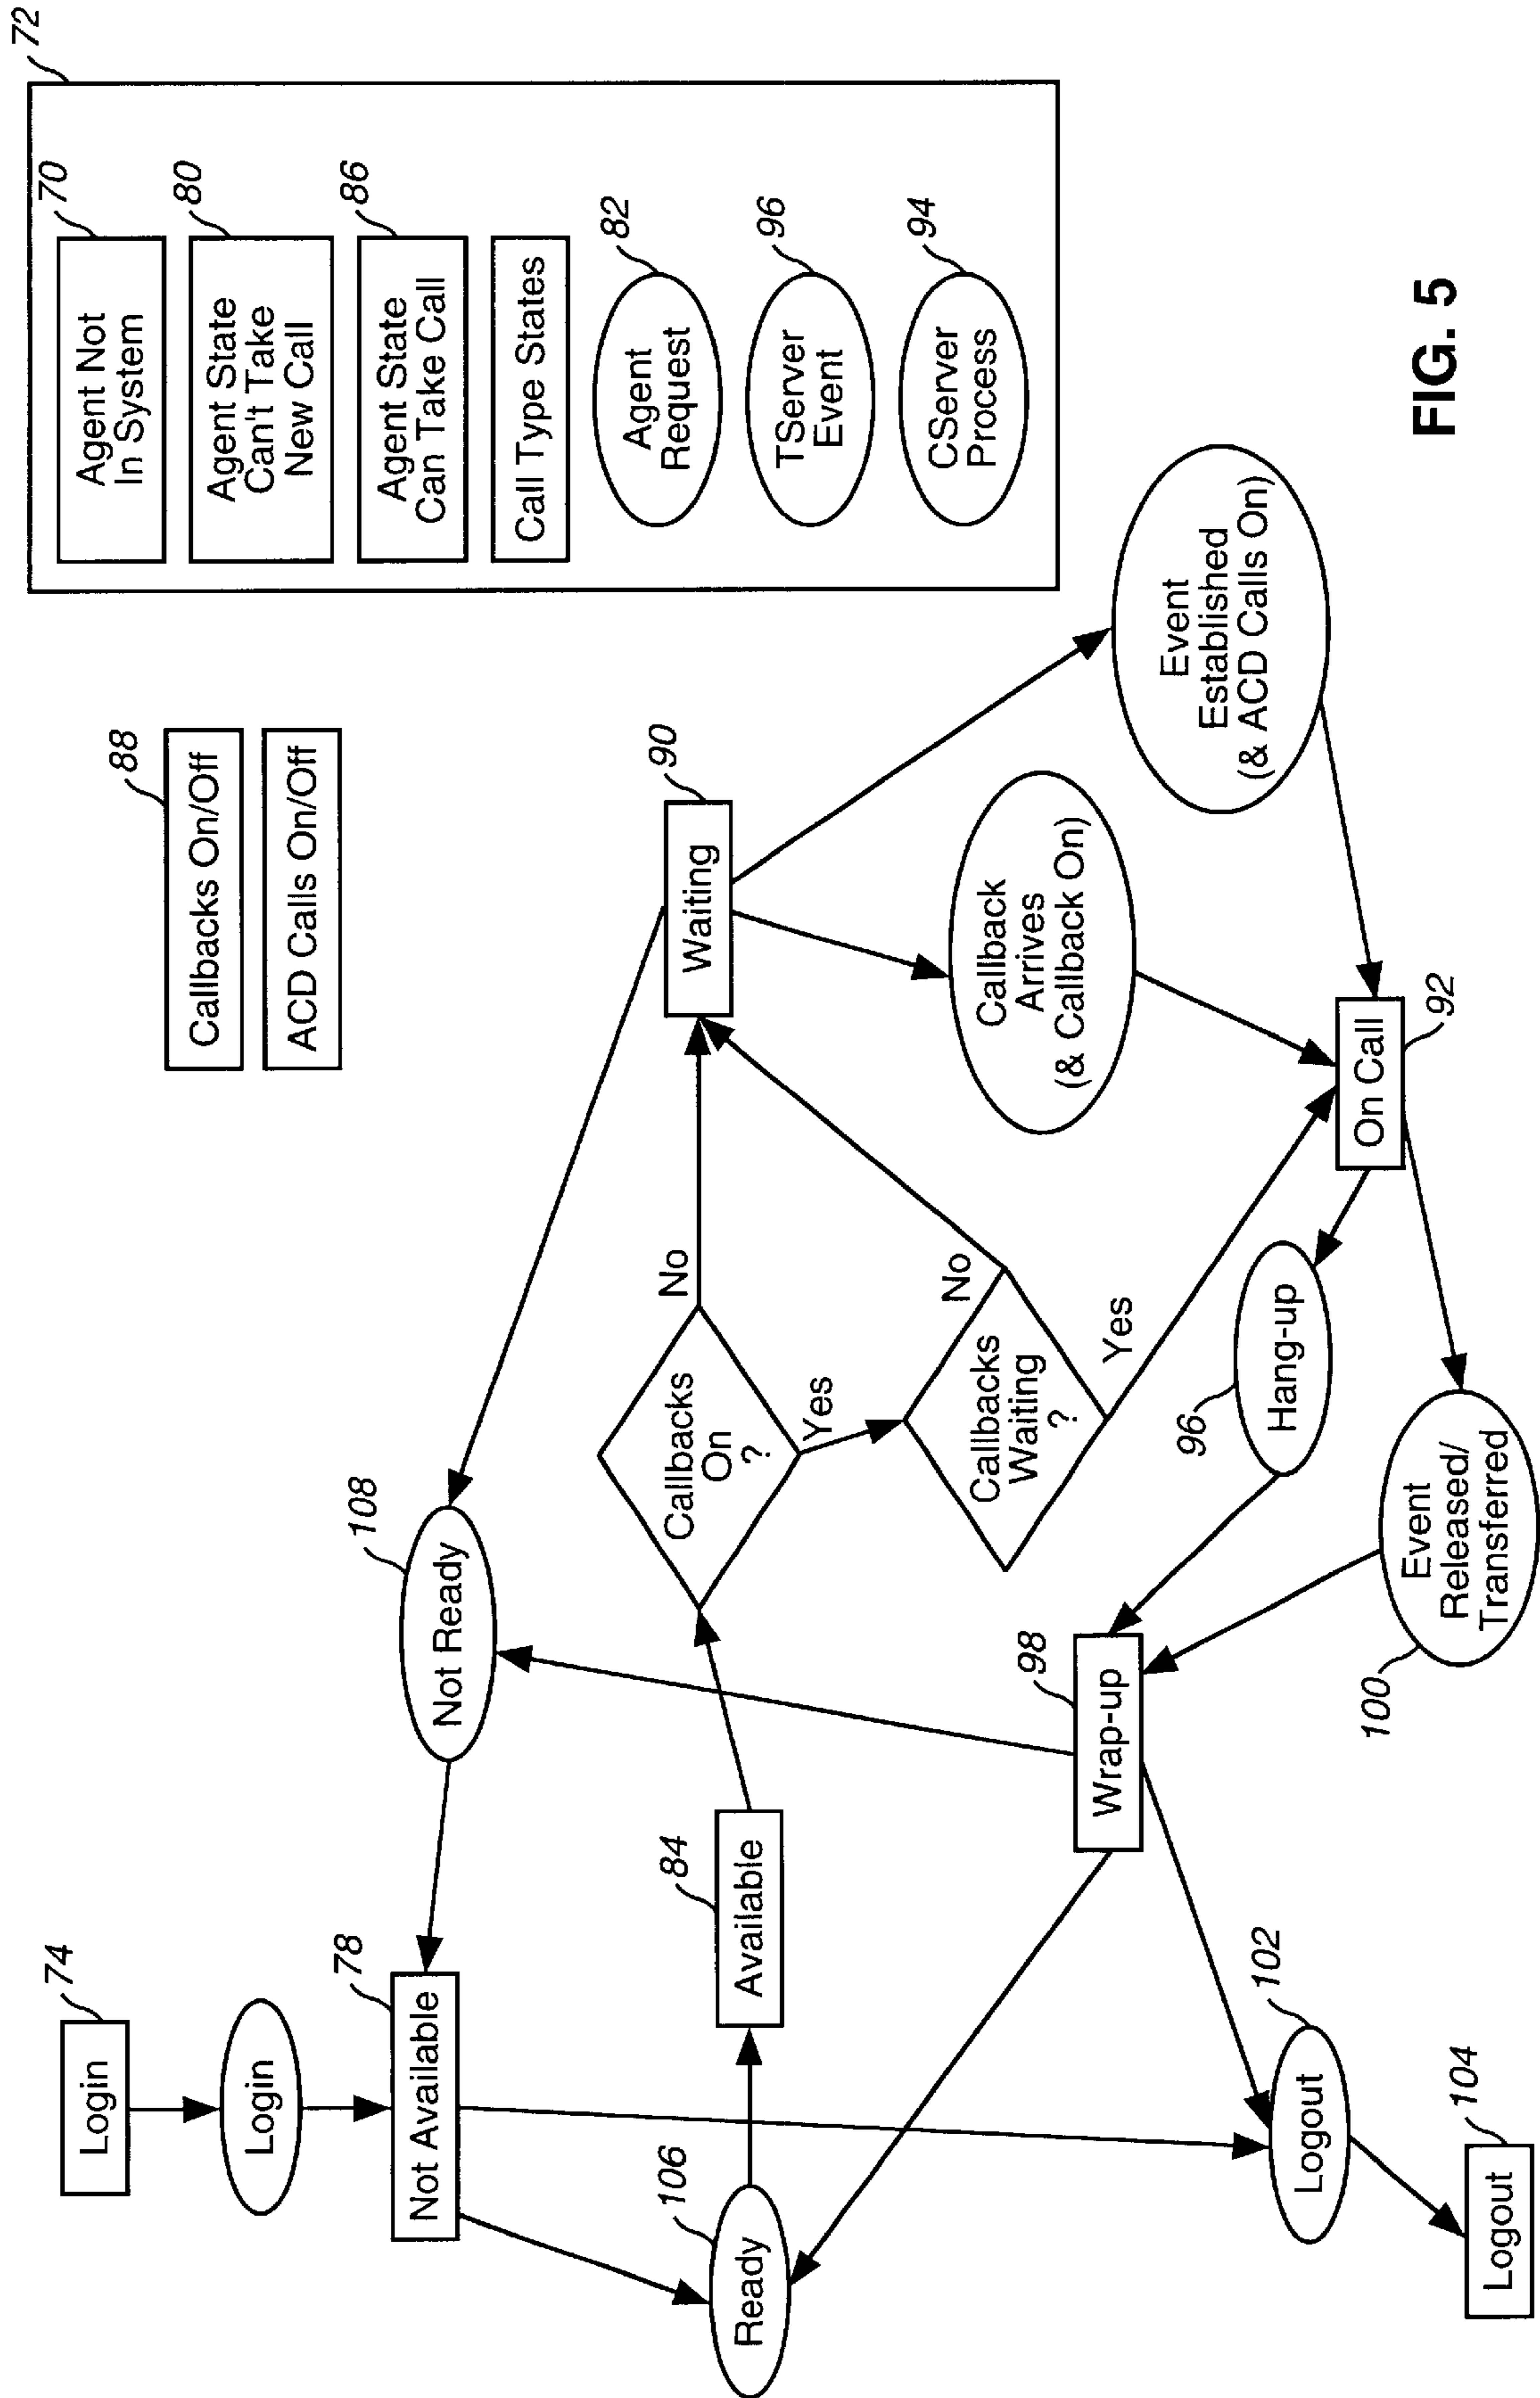 72
70
Agent Not
In System
80
Agent State
Can't Take
New Call
86
Agent State
Can Take Call
Call Type States
82
Agent
Request
96
TServer
Event
94
CServer
Process
88
Callbacks On/Off
ACD Calls On/Off
74
Login
Login
78
Not Available
108
Not Ready
106
Ready
84
Available
Callbacks
On
?
No
Yes
90
Waiting
Callbacks
Waiting
?
No
Yes
Callback
Arrives
(& Callback On)
Event
Established
(& ACD Calls On)
98
Wrap-up
96
Hang-up
On Call
92
102
Logout
100
Event
Released/
Transferred
104
Logout
FIG. 5